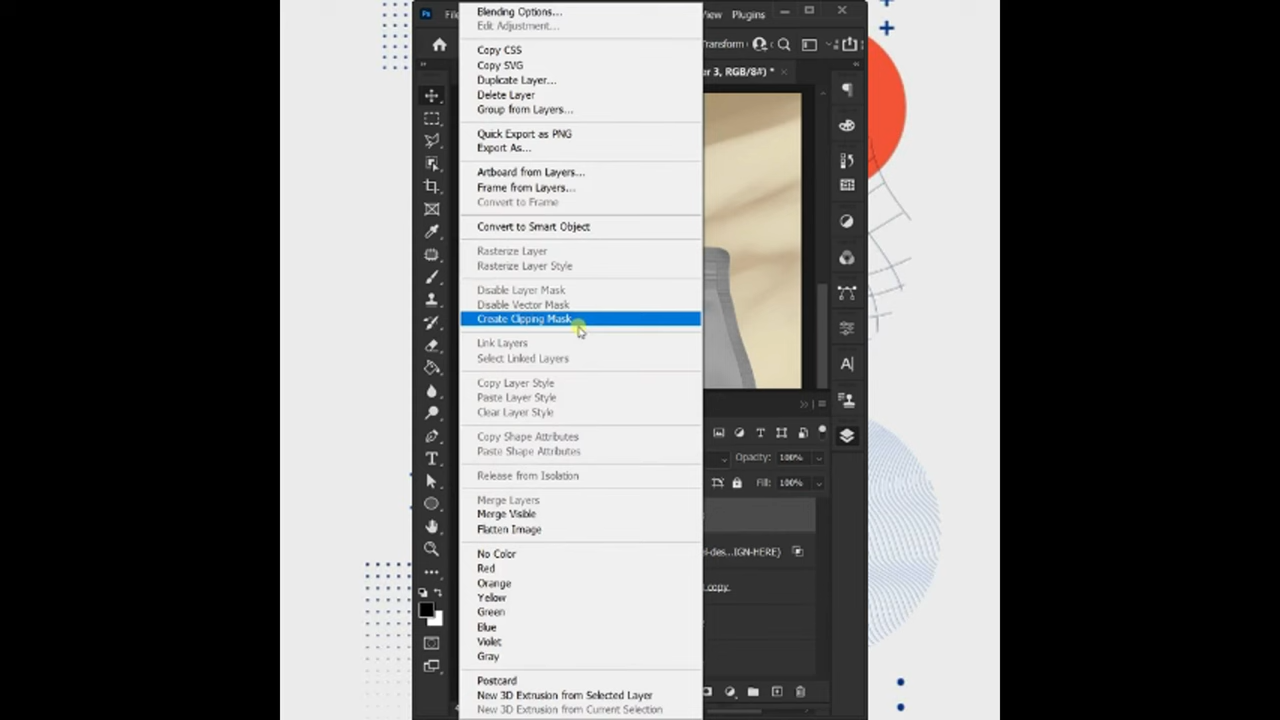 Ps
View
Plugins
Blending Options...
Edit Adjustment...
Transform
Copy CSS
Copy SVG
er 3, RGB/8#) *
Duplicate Layer...
Delete Layer
Group from Layers...
Quick Export as PNG
Export As...
Artboard from Layers...
Frame from Layers...
Convert to Frame
Convert to Smart Object
Rasterize Layer
Rasterize Layer Style
Disable Layer Mask
Disable Vector Mask
Create Clipping Mask
Link Layers
Select Linked Layers
Copy Layer Style
Paste Layer Style
Clear Layer Style
Copy Shape Attributes
Paste Shape Attributes
Opacity: 100%
Release from Isolation
Fill: 100%
Merge Layers
Merge Visible
Flatten Image
No Color
i-des...IGN-HERE)
Red
Orange
copy
Yellow
Green
Blue
Violet
Gray
Postcard
New 3D Extrusion from Selected Layer
New 3D Extrusion from Current Selection